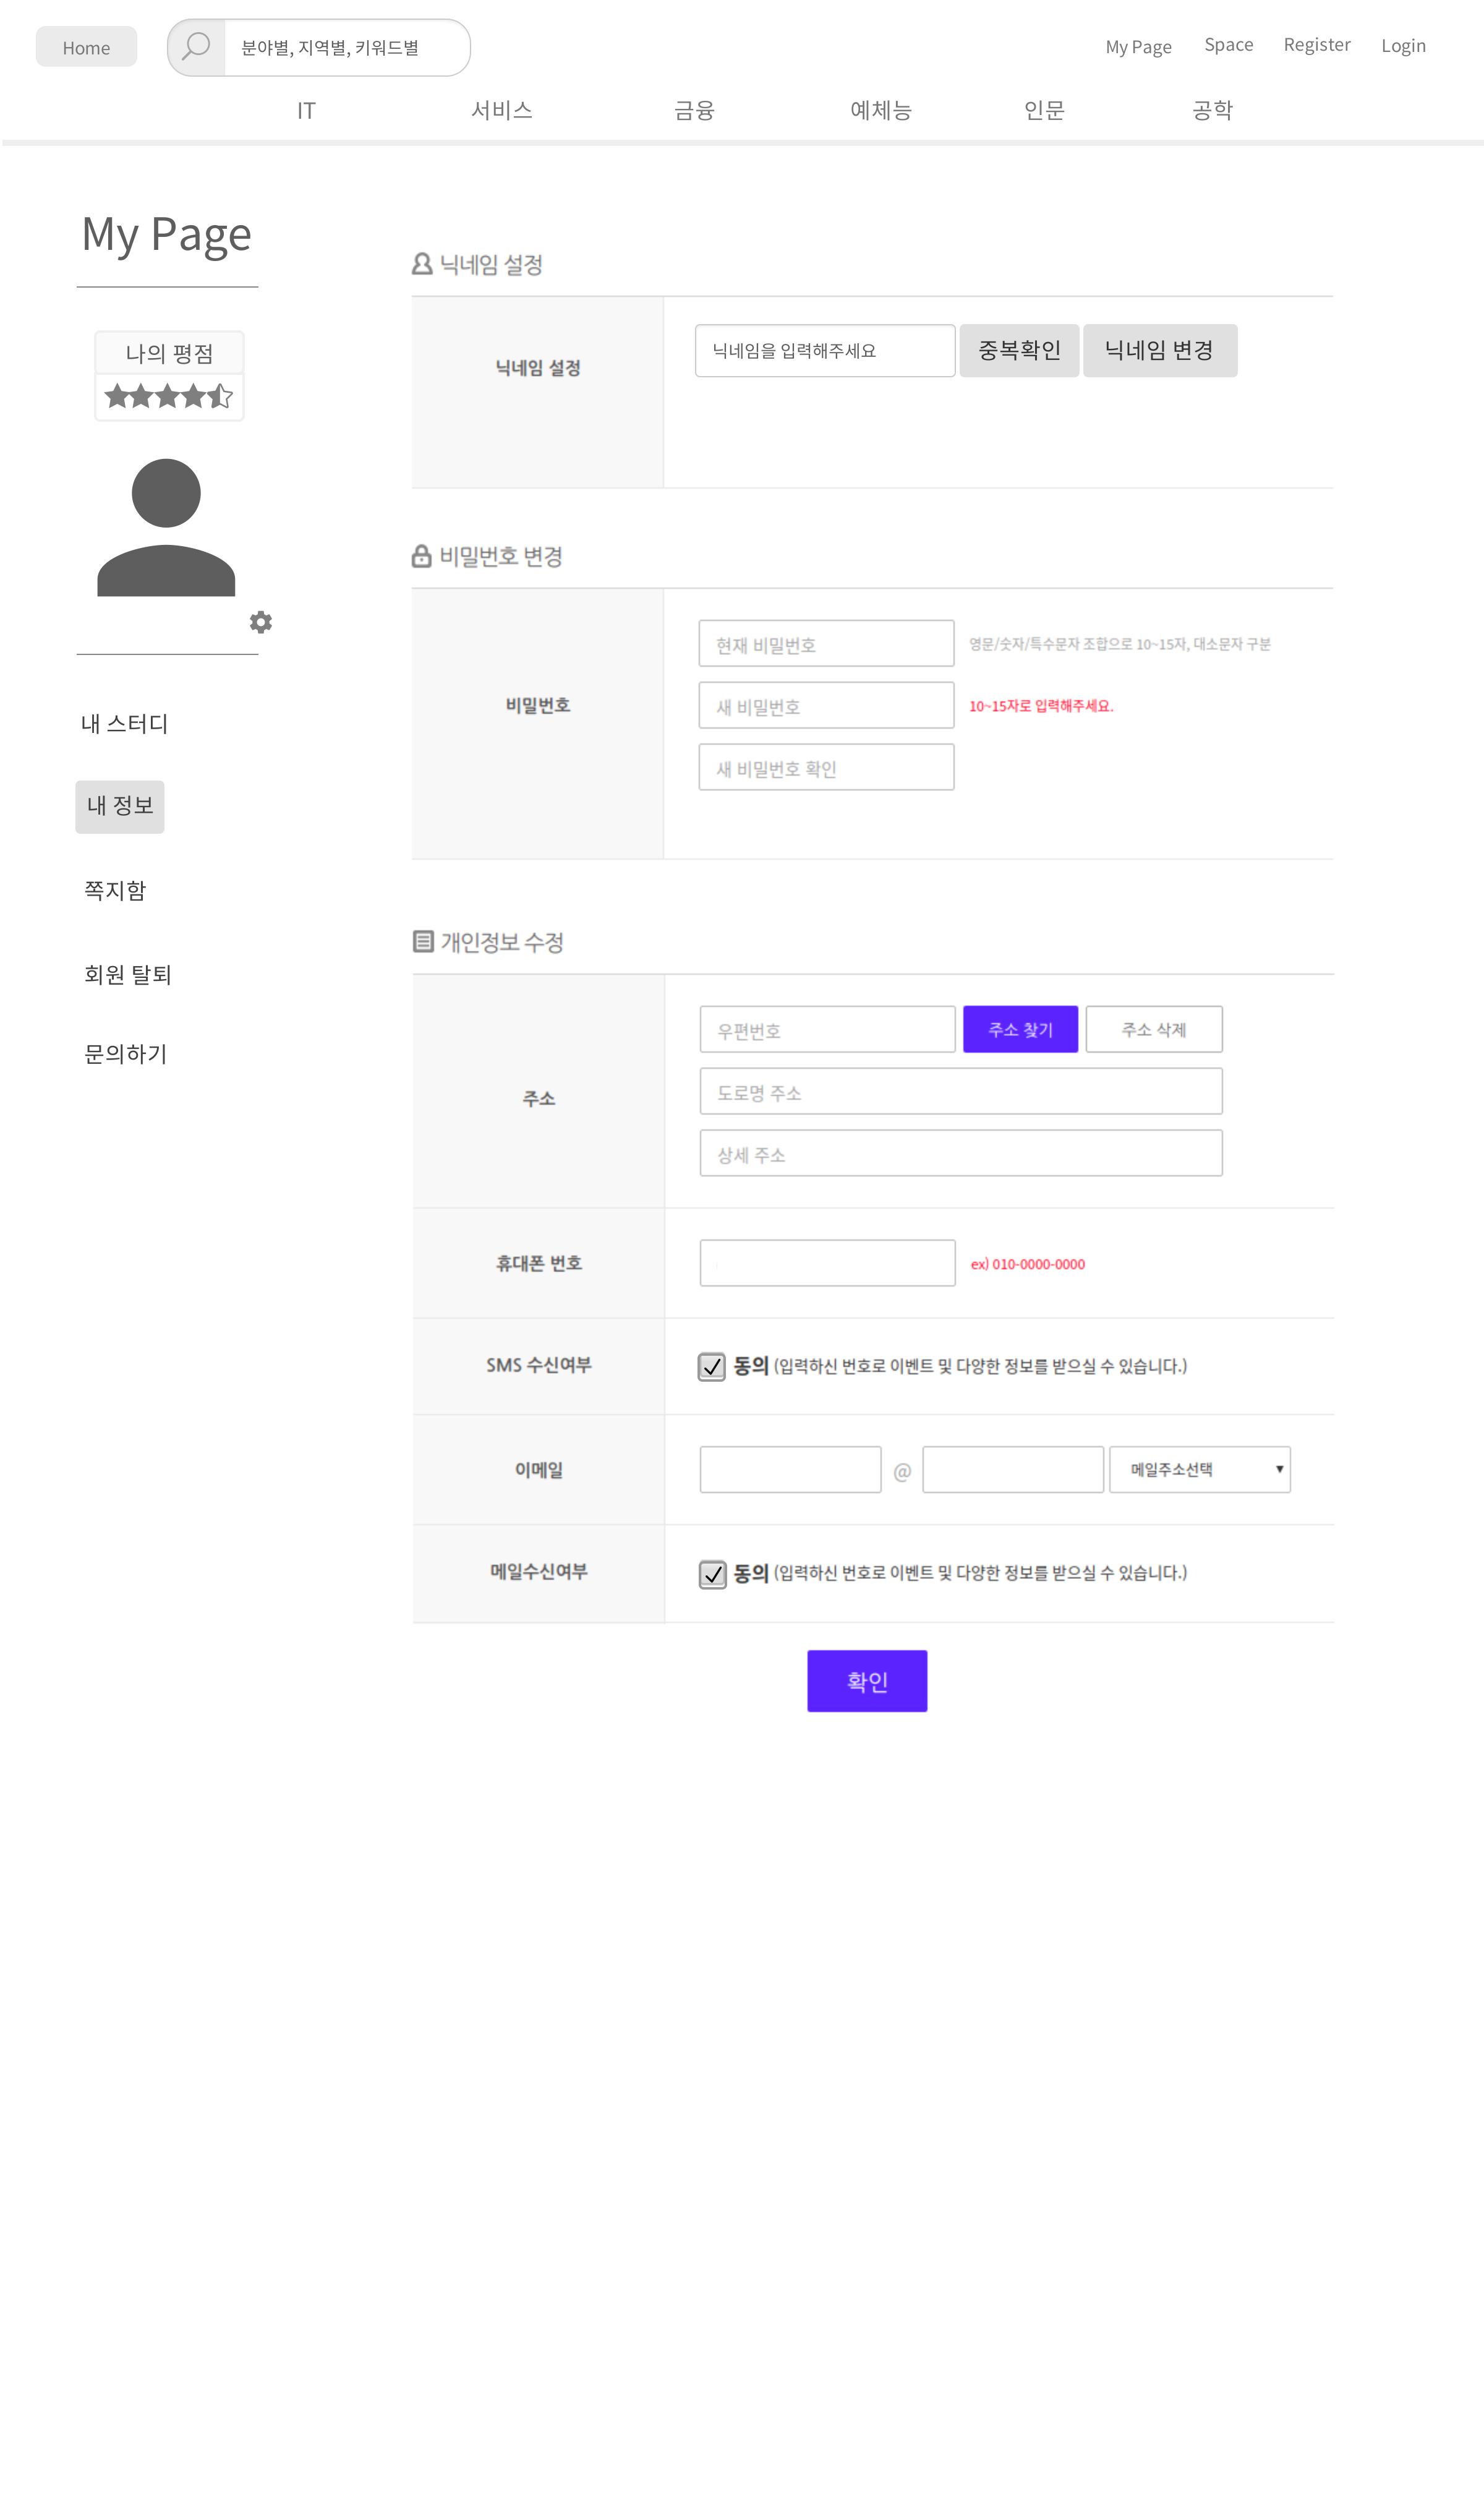 Home
분야별, 지역별, 키워드별
My Page Space Register Login
IT 서비스 금융 예체능 인문 공학
My Page
나의 평점
내 스터디
내 정보
쪽지함
회원 탈퇴
문의하기
닉네임 설정
닉네임 설정
닉네임을 입력해주세요 중복확인 닉네임 변경
비밀번호 변경
비밀번호
현재 비밀번호 영문/숫자/특수문자 조합으로 10~15자, 대소문자 구분
새 비밀번호 10~15자로 입력해주세요.
새 비밀번호 확인
개인정보 수정
주소
우편번호 주소 찾기 주소 삭제
도로명 주소
상세 주소
휴대폰 번호 ex) 010-0000-0000
SMS 수신여부 동의 (입력하신 번호로 이벤트 및 다양한 정보를 받으실 수 있습니다.)
이메일 @ 메일주소선택
메일수신여부 동의 (입력하신 번호로 이벤트 및 다양한 정보를 받으실 수 있습니다.)
확인